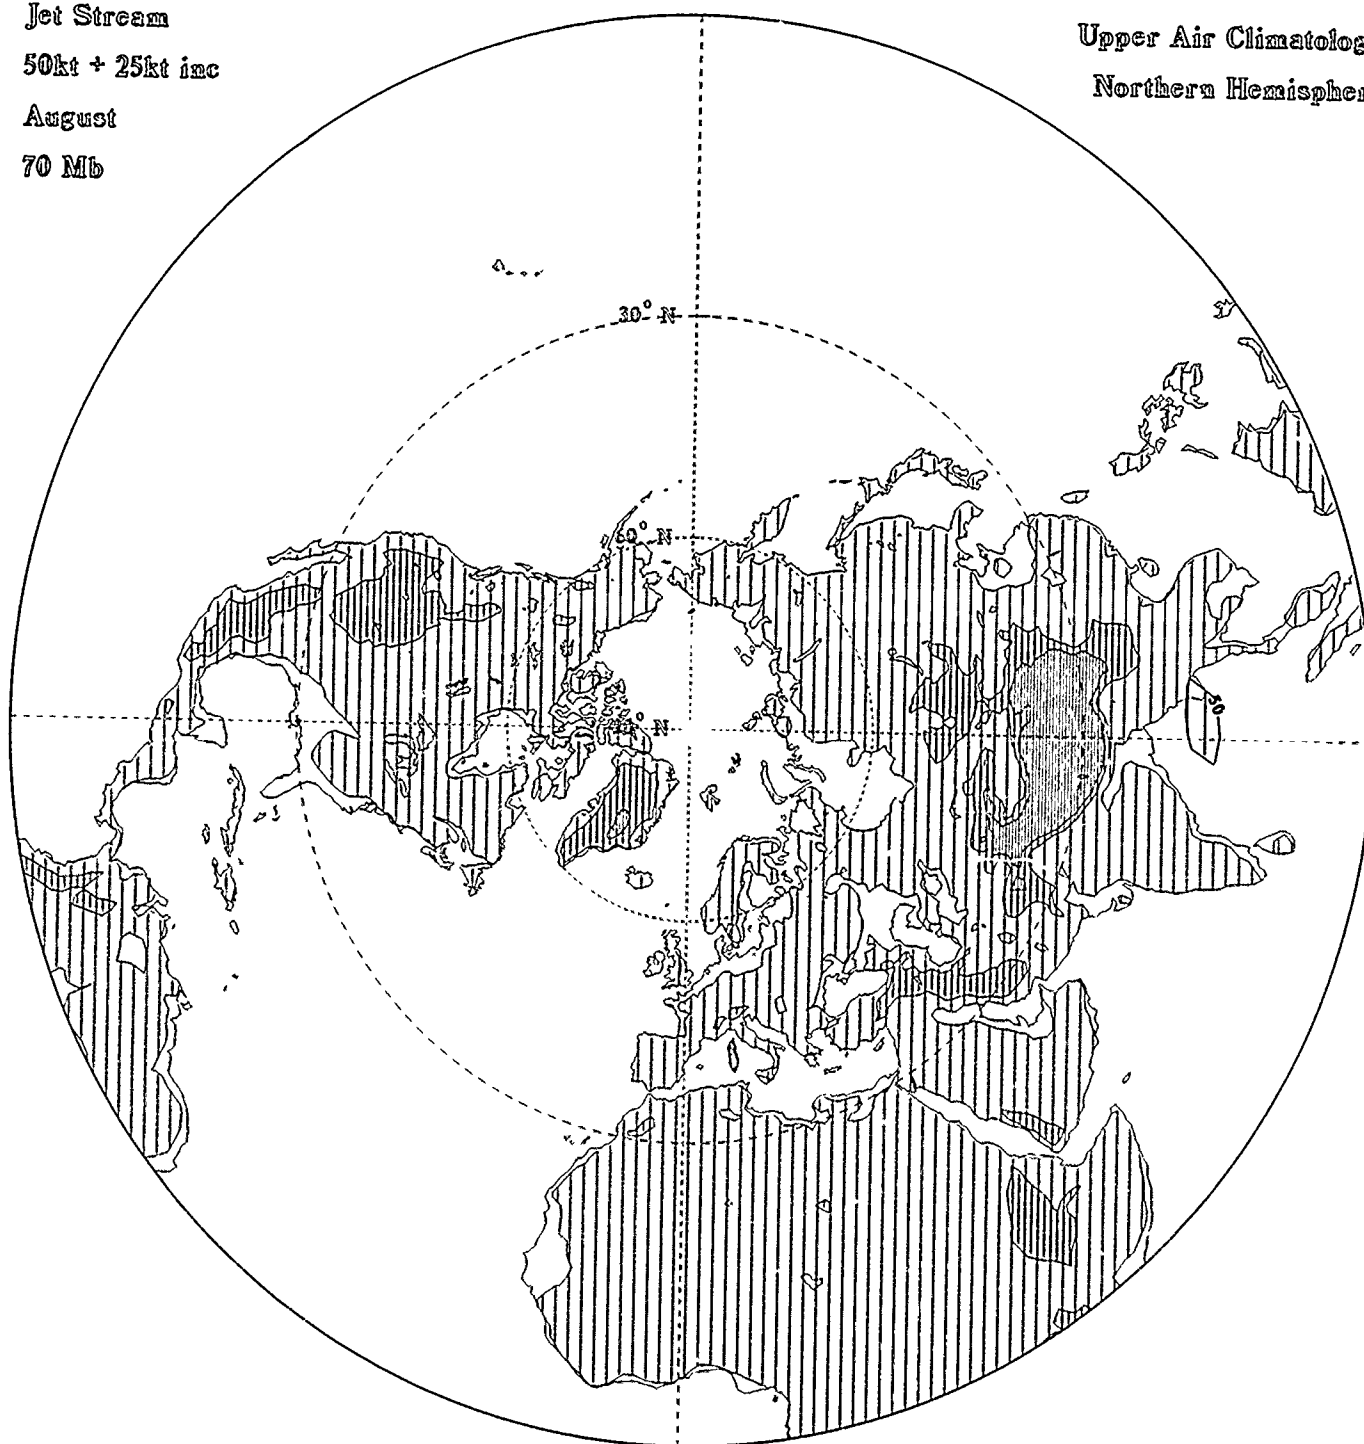 Jet Stream
50kt + 25kt inc
August
70 Mb
Upper Air Climatolog
Northern Hemispher
30° N
60° N
° N
50